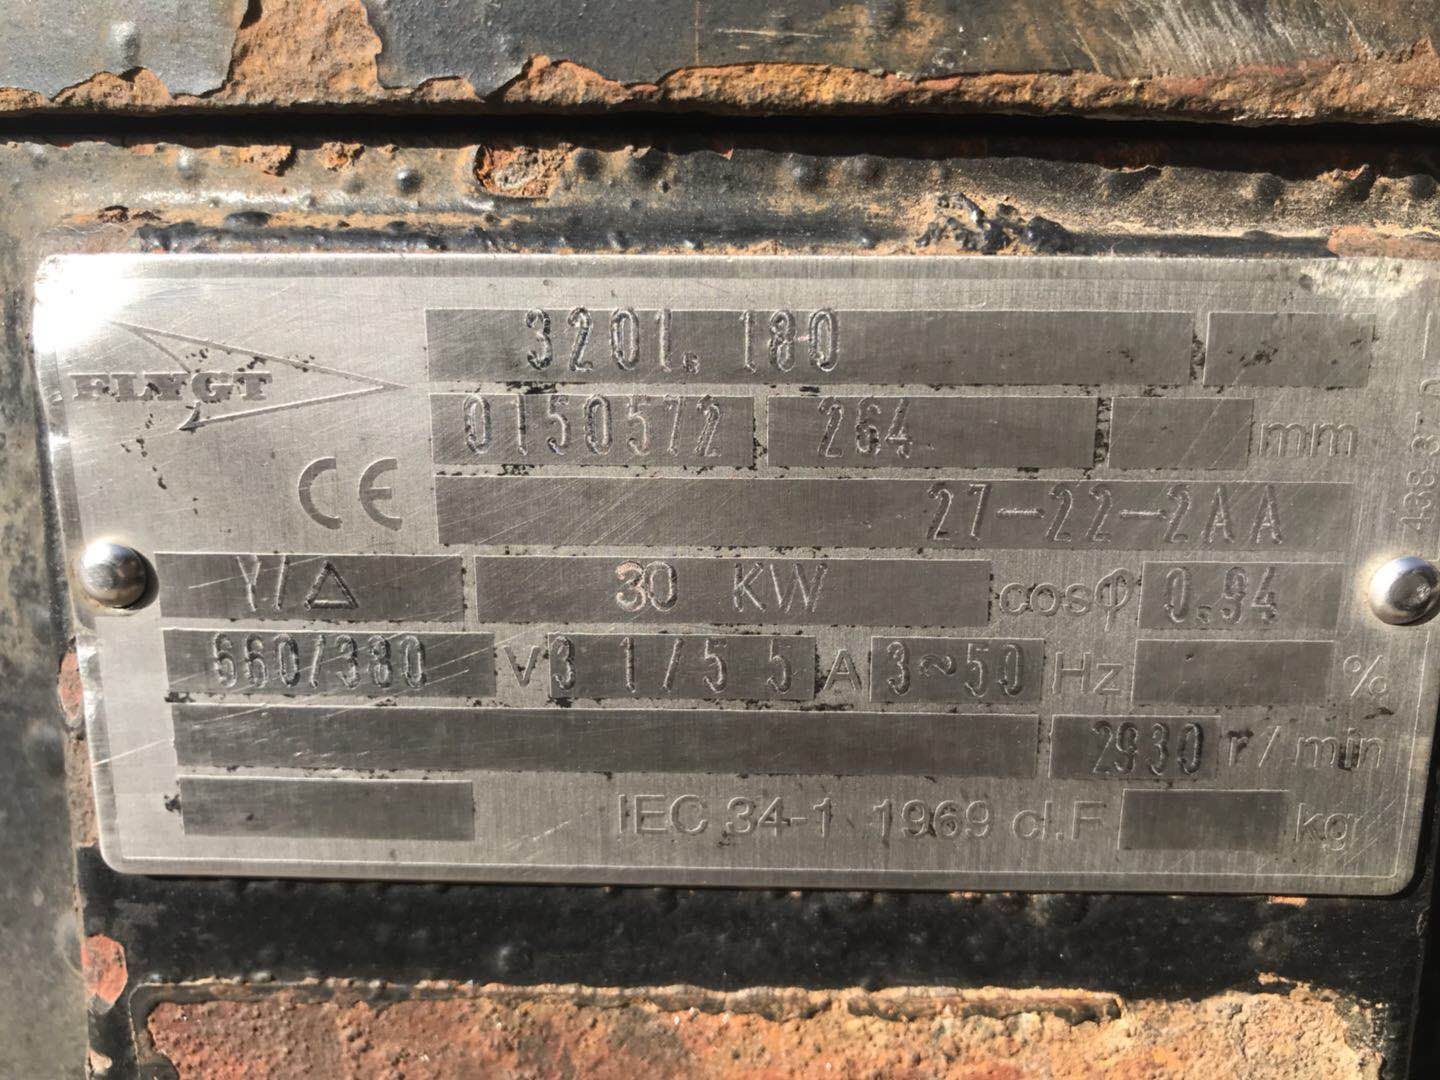 3201.180
FLYGT
0150572 264 mm
CE 27-22-2AA
Y/Δ 30 KW cosφ 0.94
660/380 V 31/55 A 3~50 Hz %
2930 r/min
IEC 34-1 1969 cl.F kg